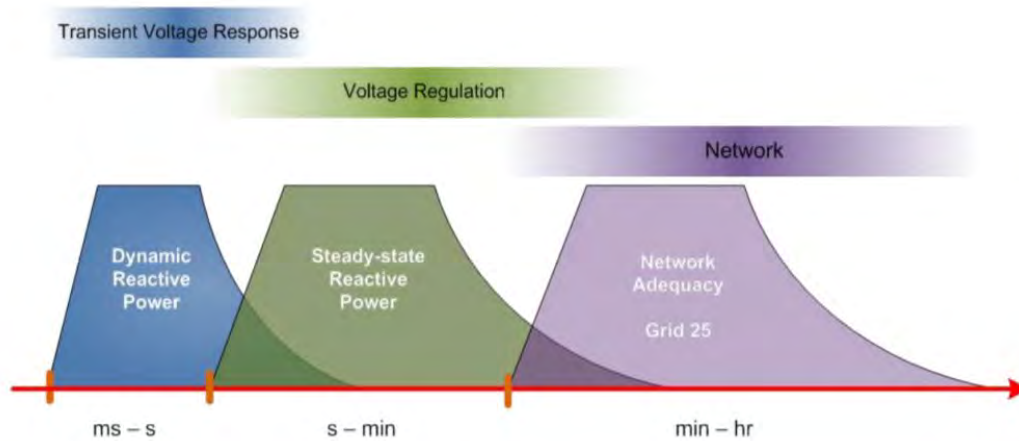 Transient Voltage Response
Voltage Regulation
Network
Dynamic
Reactive
Power
Steady-state
Reactive
Power
Network
Adequacy
Grid 25
ms – s
s – min
min – hr